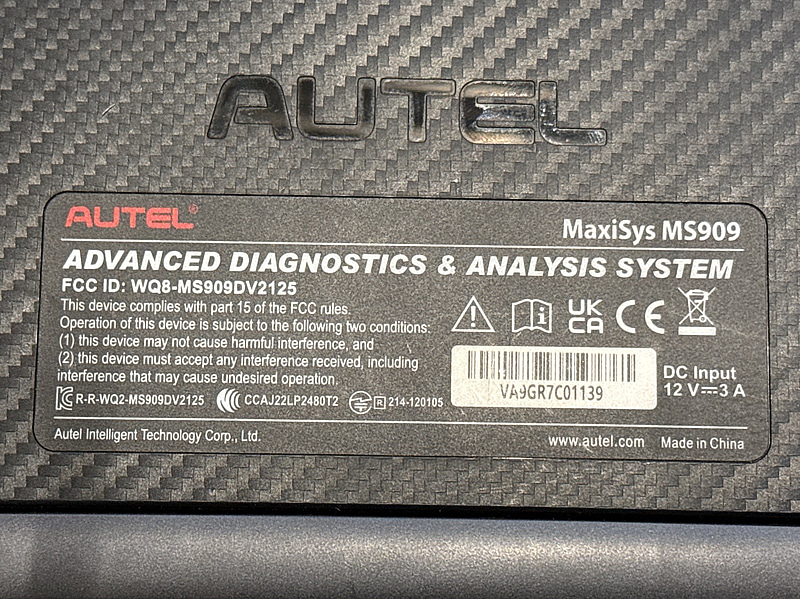 AUTEL
AUTEL®
MaxiSys MS909
ADVANCED DIAGNOSTICS & ANALYSIS SYSTEM
FCC ID: WQ8-MS909DV2125
This device complies with part 15 of the FCC rules.
Operation of this device is subject to the following two conditions:
(1) this device may not cause harmful interference, and
(2) this device must accept any interference received, including
interference that may cause undesired operation.
UK
CA
CE
VA9GR7C01139
DC Input
12 V⎓3 A
R-R-WQ2-MS909DV2125
CCAJ22LP2480T2
R 214-120105
Autel Intelligent Technology Corp., Ltd.
www.autel.com
Made in China